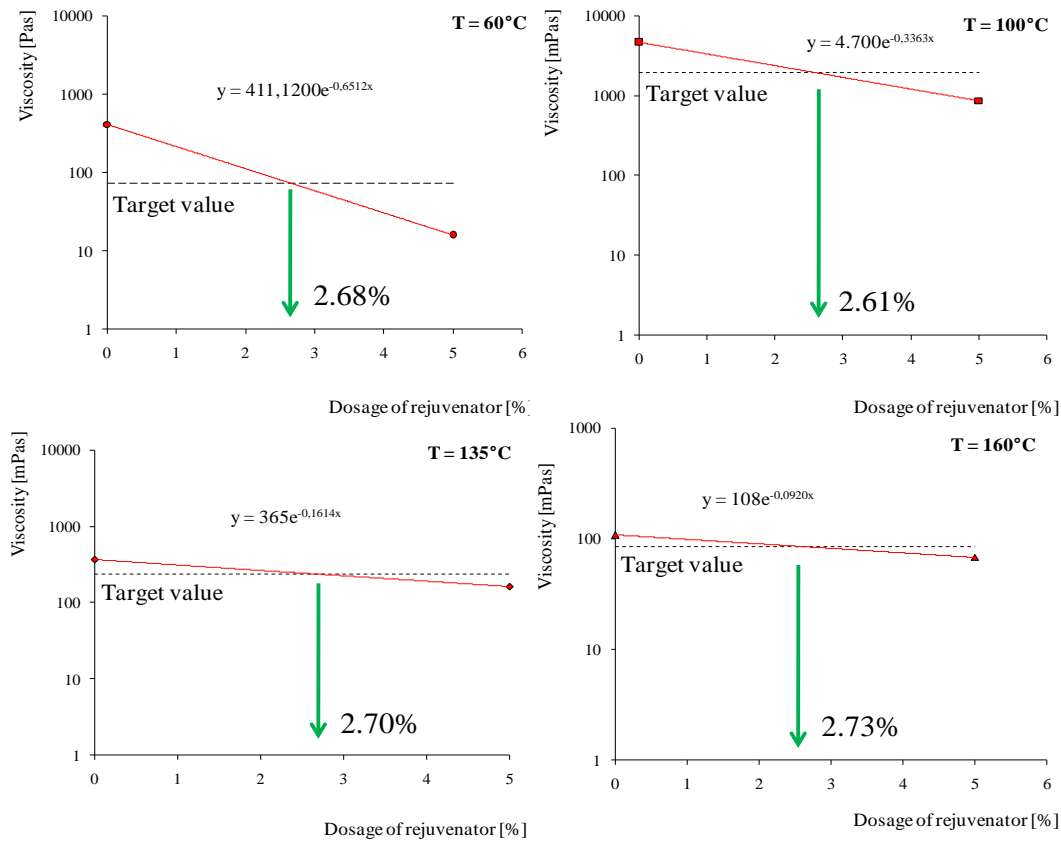 Viscosity [Pas]
10000
1000
100
10
1
T = 60°C
y = 411,1200e-0,6512x
Target value
2.68%
0 1 2 3 4 5 6
Dosage of rejuvenator [%]
Viscosity [mPas]
10000
1000
100
10
1
T = 100°C
y = 4.700e-0,3363x
Target value
2.61%
0 1 2 3 4 5 6
Dosage of rejuvenator [%]
Viscosity [mPas]
10000
1000
100
10
1
T = 135°C
y = 365e-0,1614x
Target value
2.70%
0 1 2 3 4 5
Dosage of rejuvenator [%]
Viscosity [mPas]
1000
100
10
1
T = 160°C
y = 108e-0,0920x
Target value
2.73%
0 1 2 3 4 5 6
Dosage of rejuvenator [%]